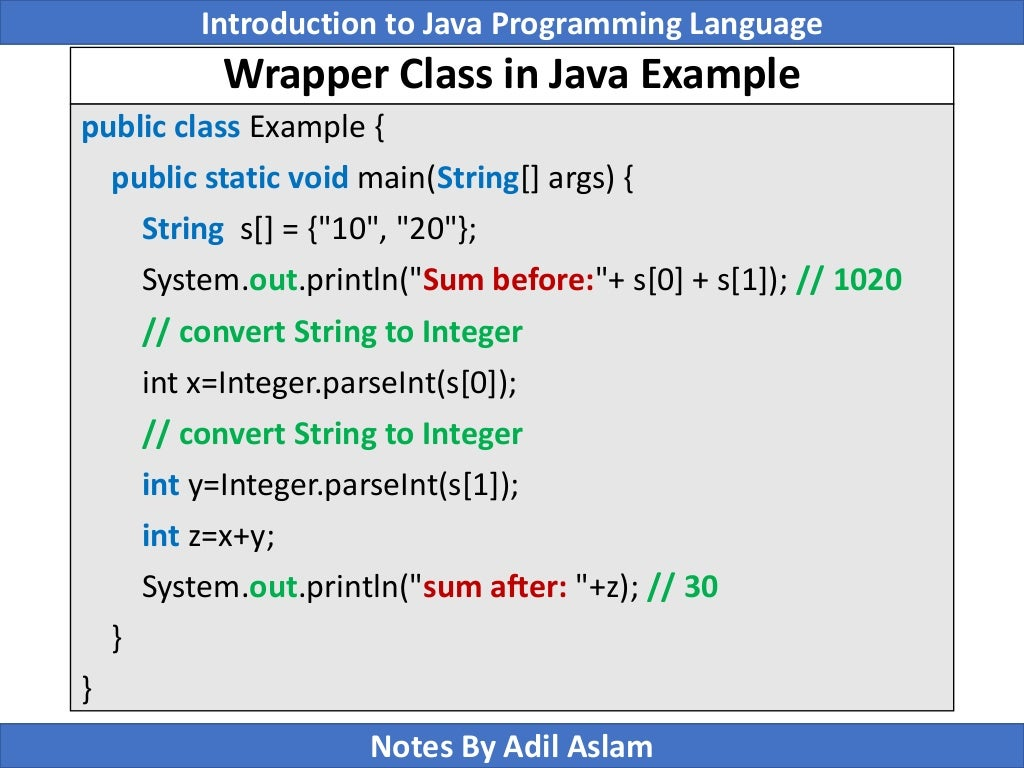 Introduction to Java Programming Language
Wrapper Class in Java Example
public class Example {
public static void main(String[] args) {
String  s[] = {"10", "20"};
System.out.println("Sum before:"+ s[0] + s[1]); // 1020
// convert String to Integer
int x=Integer.parseInt(s[0]);
// convert String to Integer
int y=Integer.parseInt(s[1]);
int z=x+y;
System.out.println("sum after: "+z); // 30
}
}
Notes By Adil Aslam